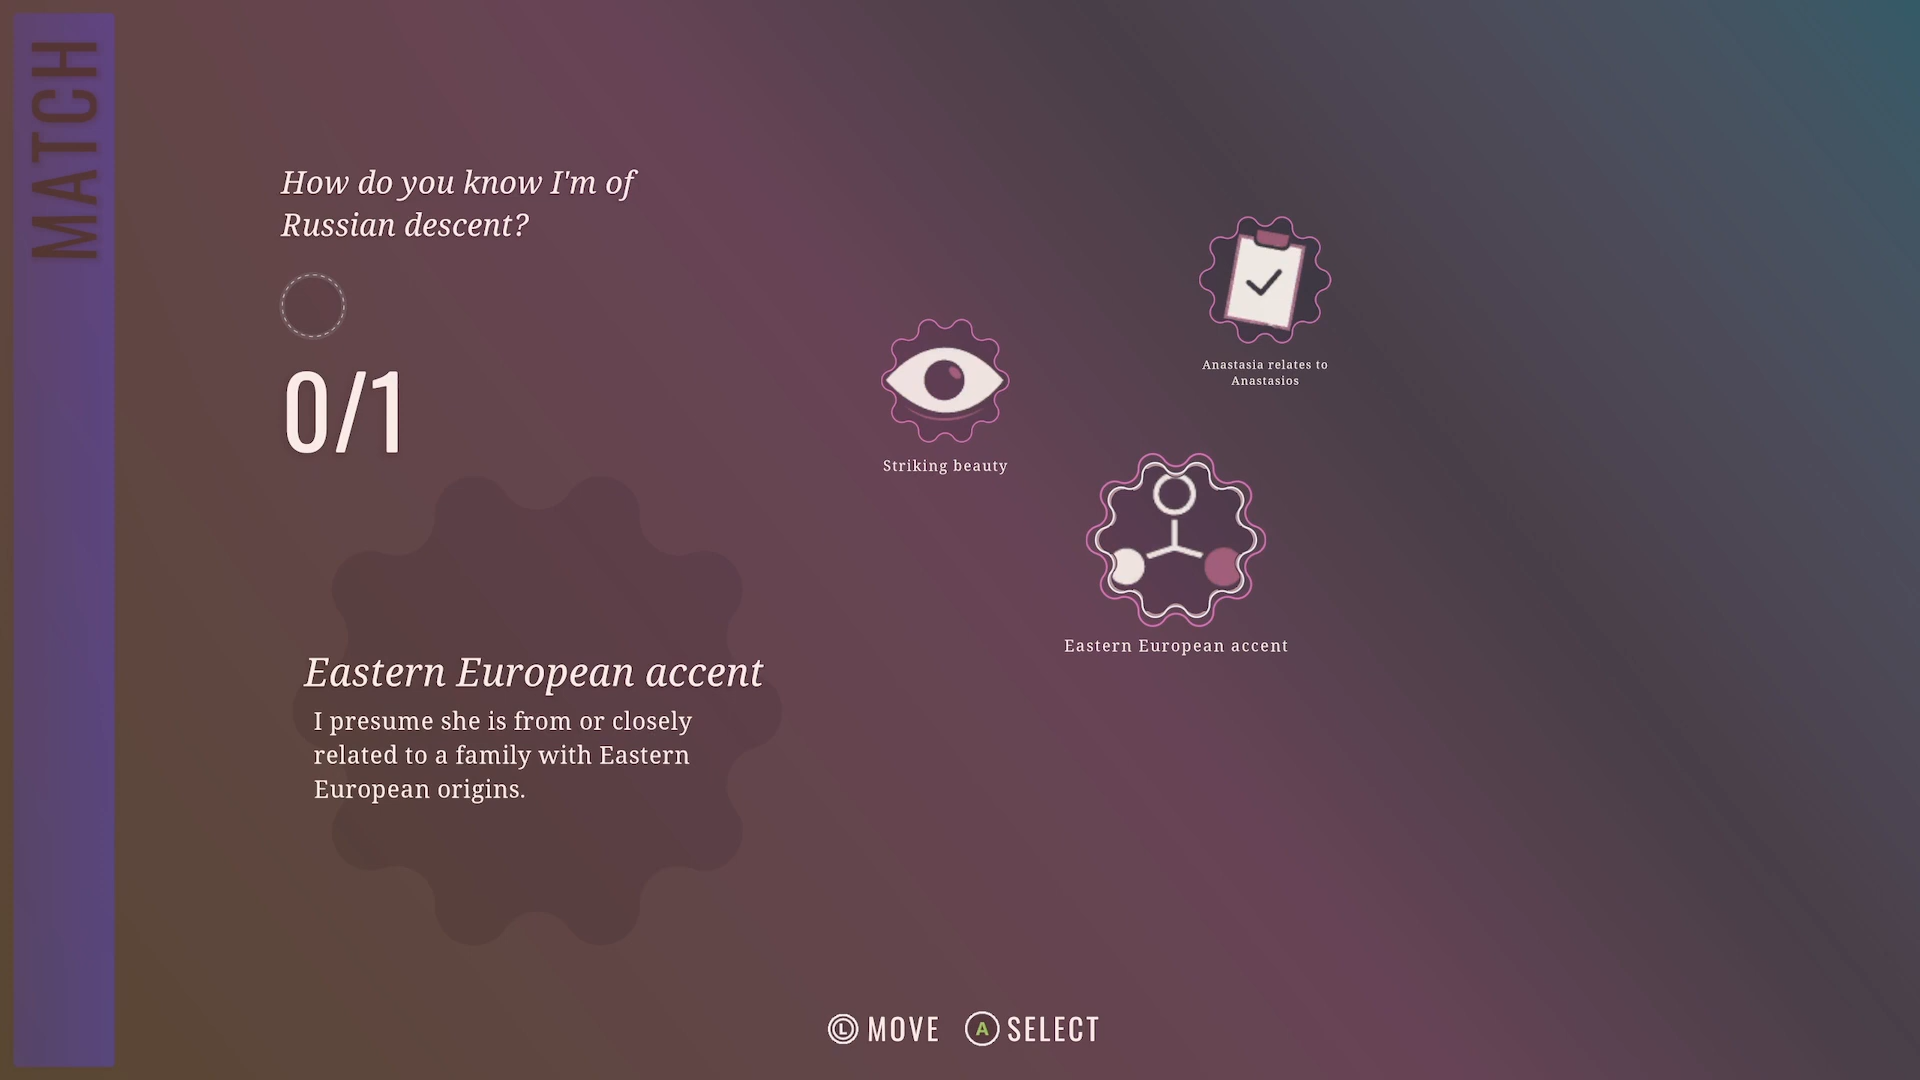 MATCH
How do you know I'm of
Russian descent?
0/1
Anastasia relates to
Anastasios
Striking beauty
Eastern European accent
Eastern European accent
I presume she is from or closely
related to a family with Eastern
European origins.
L MOVE A SELECT